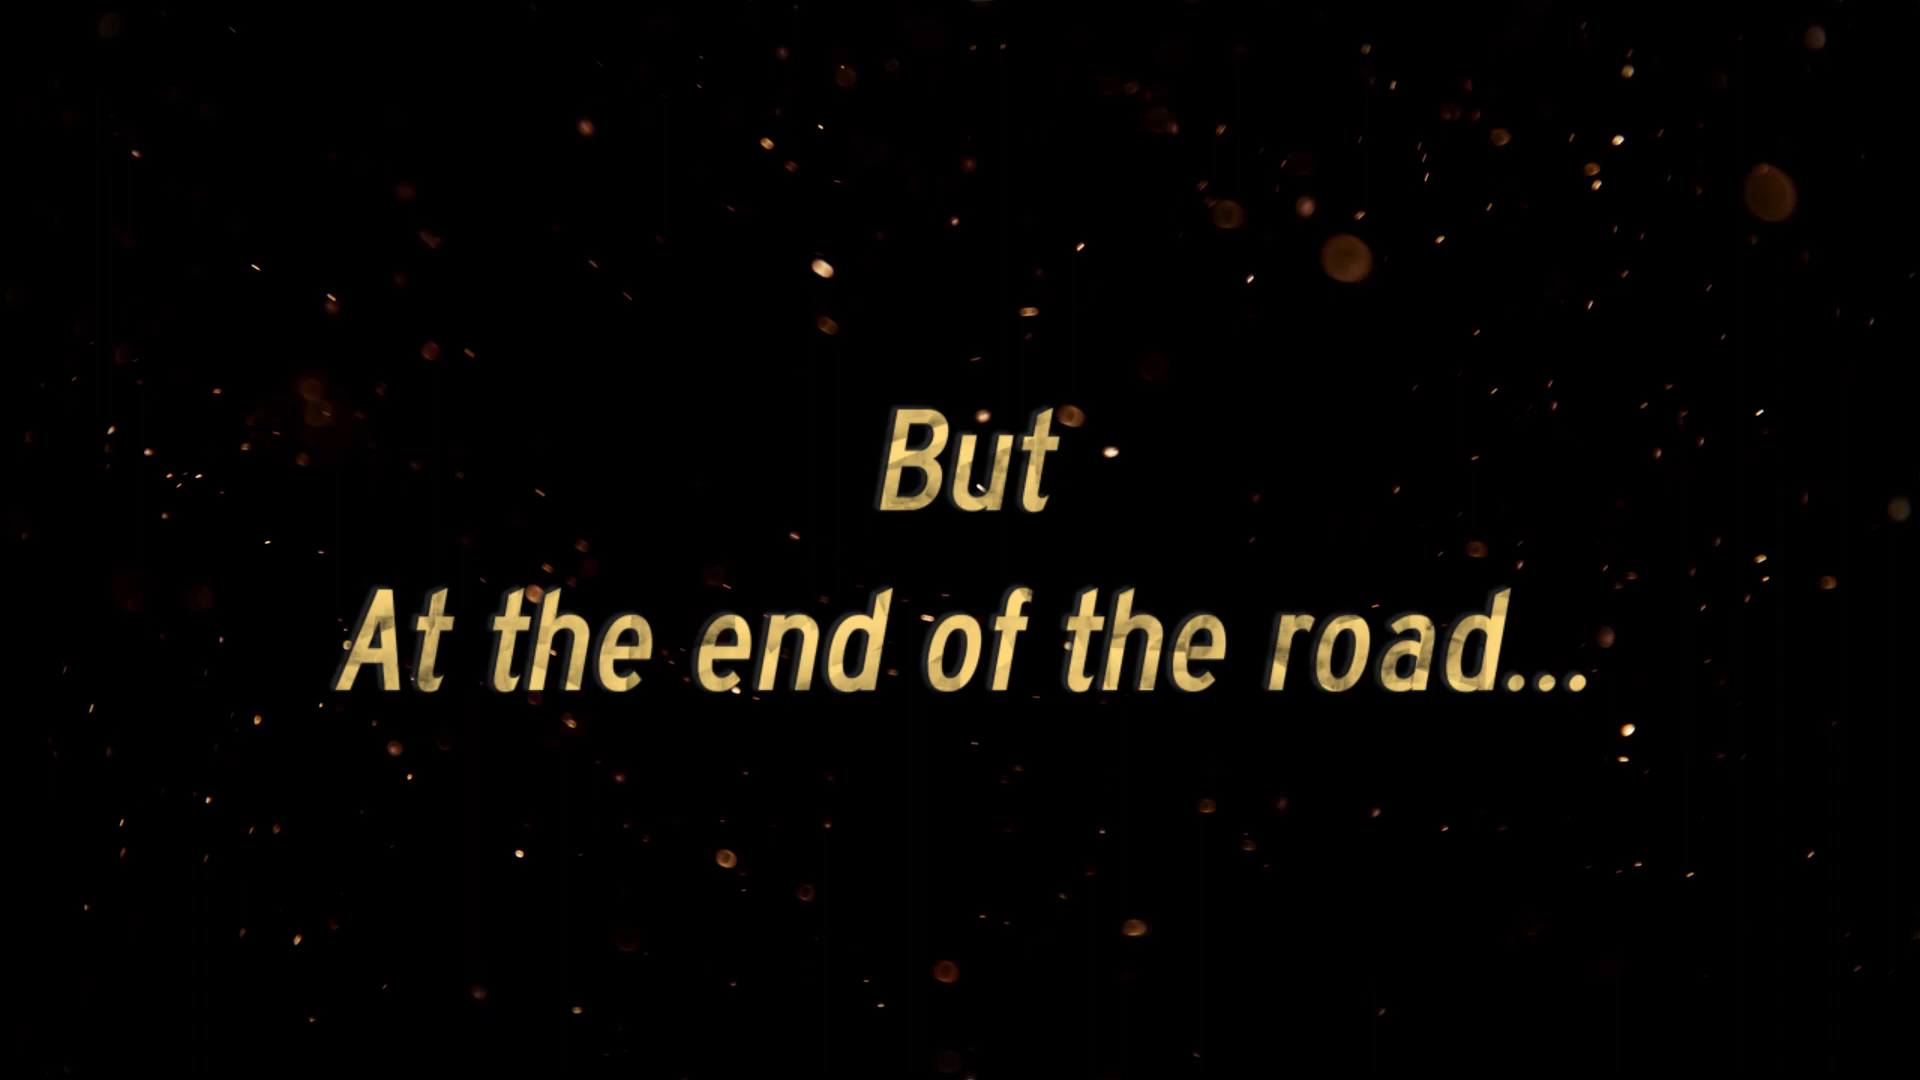 But
At the end of the road...